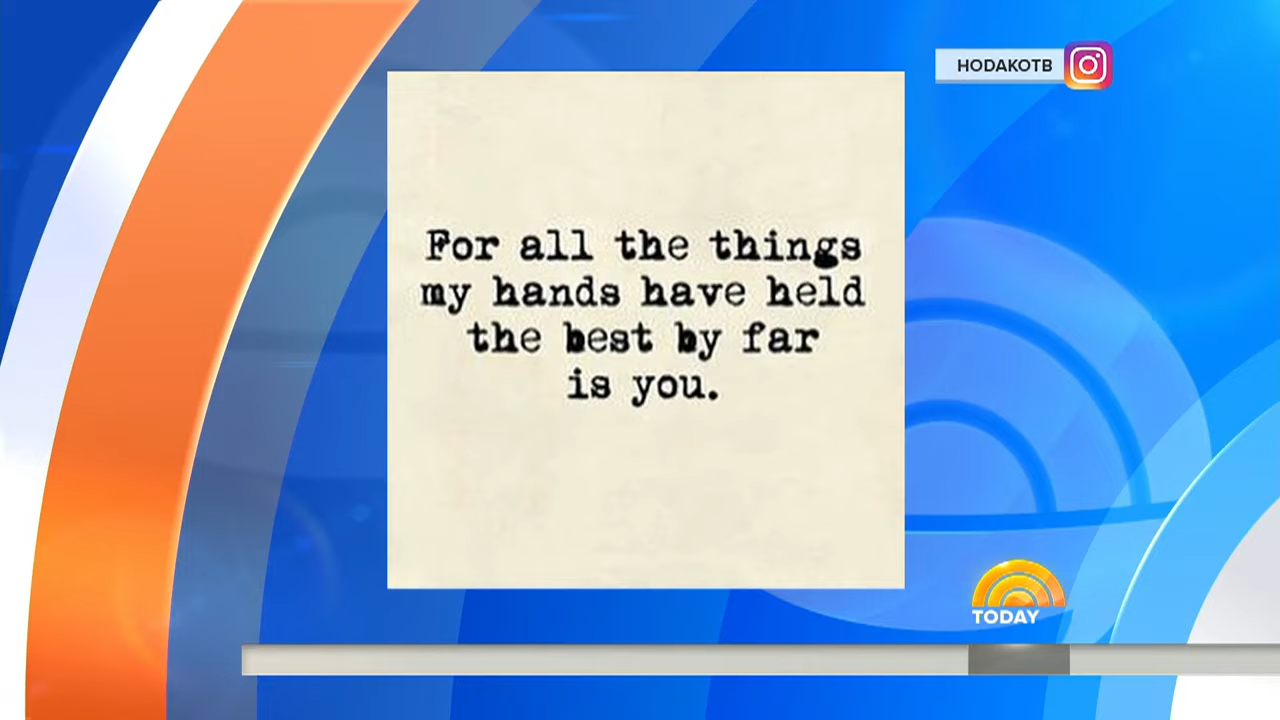 HODAKOTB
For all the things
my hands have held
the best by far
is you.
TODAY